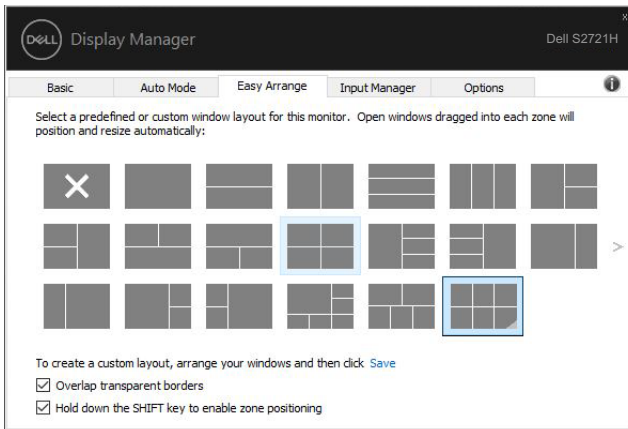 x
DELL Display Manager
Dell S2721H
Basic Auto Mode Easy Arrange Input Manager Options
Select a predefined or custom window layout for this monitor. Open windows dragged into each zone will
position and resize automatically:
To create a custom layout, arrange your windows and then click Save
Overlap transparent borders
Hold down the SHIFT key to enable zone positioning